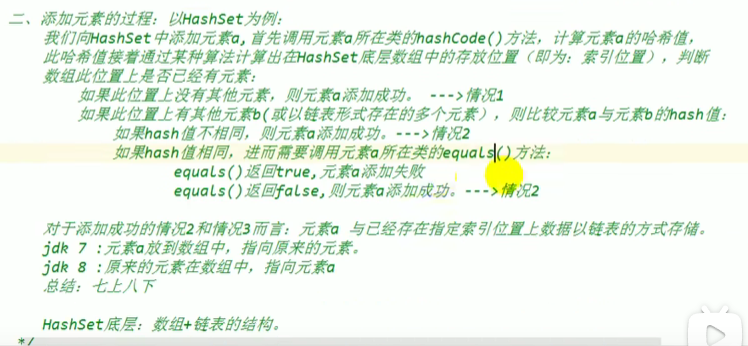 二、添加元素的过程：以HashSet为例：
我们向HashSet中添加元素a,首先调用元素a所在类的hashCode()方法，计算元素a的哈希值，
此哈希值接着通过某种算法计算出在HashSet底层数组中的存放位置（即为：索引位置），判断
数组此位置上是否已经有元素：
如果此位置上没有其他元素，则元素a添加成功。 --->情况1
如果此位置上有其他元素b(或以链表形式存在的多个元素），则比较元素a与元素b的hash值：
如果hash值不相同，则元素a添加成功。--->情况2
如果hash值相同，进而需要调用元素a所在类的equals()方法：
equals()返回true,元素a添加失败
equals()返回false,则元素a添加成功。--->情况2
对于添加成功的情况2和情况3而言：元素a 与已经存在指定索引位置上数据以链表的方式存储。
jdk 7 :元素a放到数组中，指向原来的元素。
jdk 8 :原来的元素在数组中，指向元素a
总结：七上八下
HashSet底层：数组+链表的结构。
*/